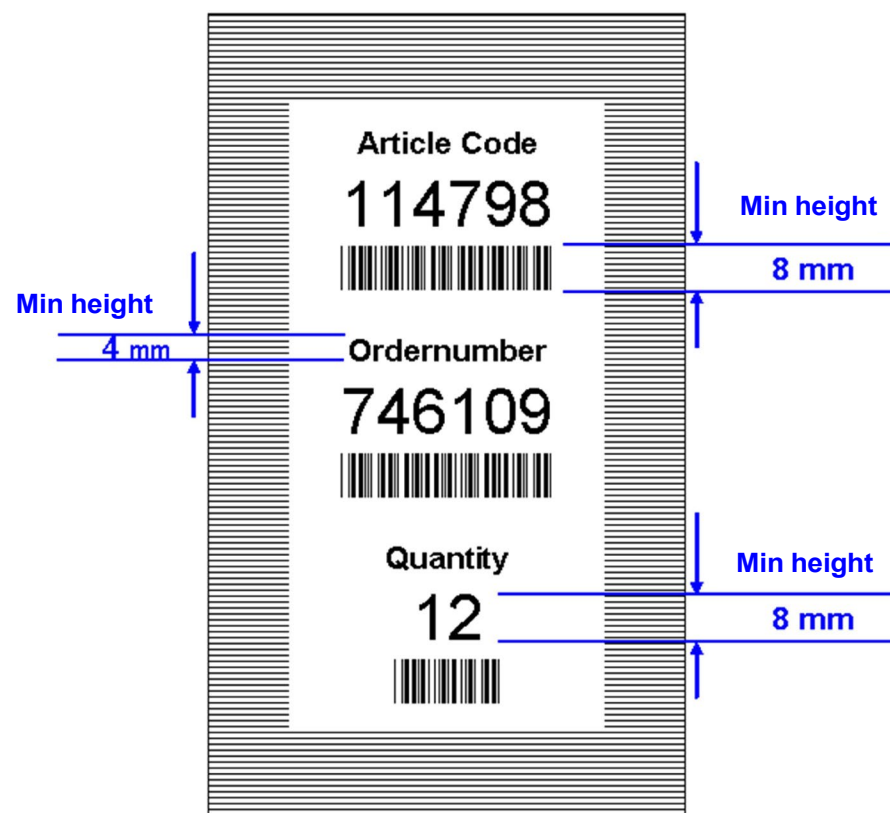 Article Code
114798
Min height
8 mm
Min height
4 mm
Ordernumber
746109
Quantity
Min height
12
8 mm